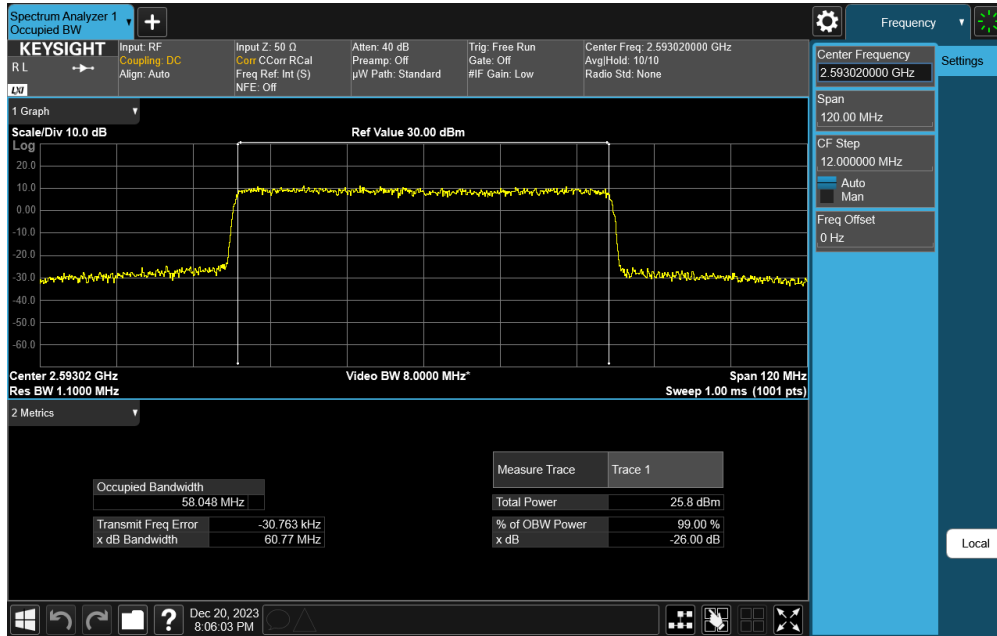 Spectrum Analyzer 1
Occupied BW
Frequency
KEYSIGHT
RL
LXI
Input: RF
Coupling: DC
Align: Auto
Input Z: 50 Ω
Corr CCorr RCal
Freq Ref: Int (S)
NFE: Off
Atten: 40 dB
Preamp: Off
µW Path: Standard
Trig: Free Run
Gate: Off
#IF Gain: Low
Center Freq: 2.593020000 GHz
Avg|Hold: 10/10
Radio Std: None
Center Frequency
2.593020000 GHz
Settings
Span
120.00 MHz
CF Step
12.000000 MHz
Auto
Man
Freq Offset
0 Hz
Local
1 Graph
Scale/Div 10.0 dB
Ref Value 30.00 dBm
Log
20.0
10.0
0.00
-10.0
-20.0
-30.0
-40.0
-50.0
-60.0
Center 2.59302 GHz
Video BW 8.0000 MHz*
Span 120 MHz
Res BW 1.1000 MHz
Sweep 1.00 ms (1001 pts)
2 Metrics
Measure Trace
Trace 1
Occupied Bandwidth
58.048 MHz
Total Power
25.8 dBm
Transmit Freq Error
-30.763 kHz
% of OBW Power
99.00 %
x dB Bandwidth
60.77 MHz
x dB
-26.00 dB
?
Dec 20, 2023
8:06:03 PM